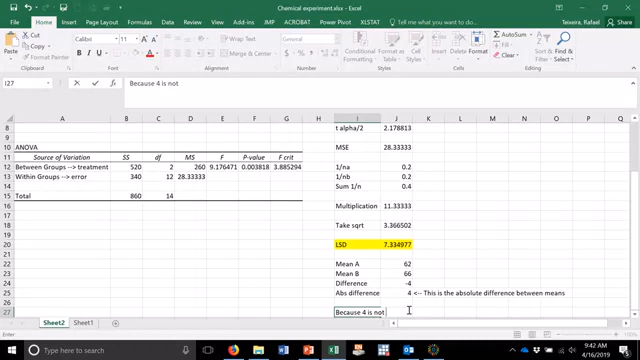 Chemical experiment.xlsx - Excel
Teixeira, Rafael
File Home Insert Page Layout Formulas Data Review View JMP ACROBAT Power Pivot XLSTAT Tell me what you want to do... Share
Cut
Copy
Format Painter
Clipboard
Calibri 11
Font
Wrap Text
Merge & Center
Alignment
General
Number
Conditional Formatting
Format as Table
Cell Styles
Styles
Insert Delete Format
Cells
AutoSum
Fill
Clear
Sort & Filter
Find & Select
Editing
I27 Because 4 is not
A B C D E F G H I J K L M N O
8 t alpha/2 2.178813
9
10 ANOVA MSE 28.33333
11 Source of Variation SS df MS F P-value F crit
12 Between Groups --> treatment 520 2 260 9.176471 0.003818 3.885294 1/na 0.2
13 Within Groups --> error 340 12 28.33333 1/nb 0.2
14 Sum 1/n 0.4
15 Total 860 14
16 Multiplication 11.33333
17
18 Take sqrt 3.366502
19
20 LSD 7.334977
21
22 Mean A 62
23 Mean B 66
24 Difference -4
25 Abs difference 4 <-- This is the absolute difference between means
26
27 Because 4 is not
Sheet2 Sheet1
Enter
100%
Type here to search
9:42 AM
4/16/2019